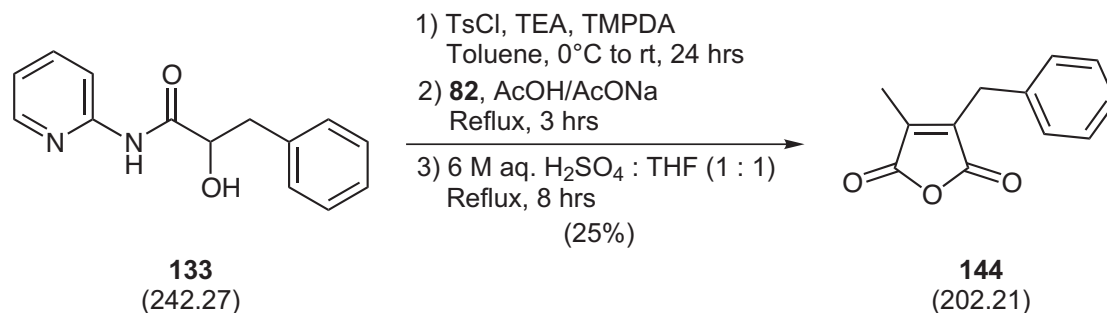 1) TsCl, TEA, TMPDA
Toluene, 0°C to rt, 24 hrs
2) 82, AcOH/AcONa
Reflux, 3 hrs
3) 6 M aq. H₂SO₄ : THF (1 : 1)
Reflux, 8 hrs
(25%)
O
N
NH
OH
O
O
O
133
(242.27)
144
(202.21)